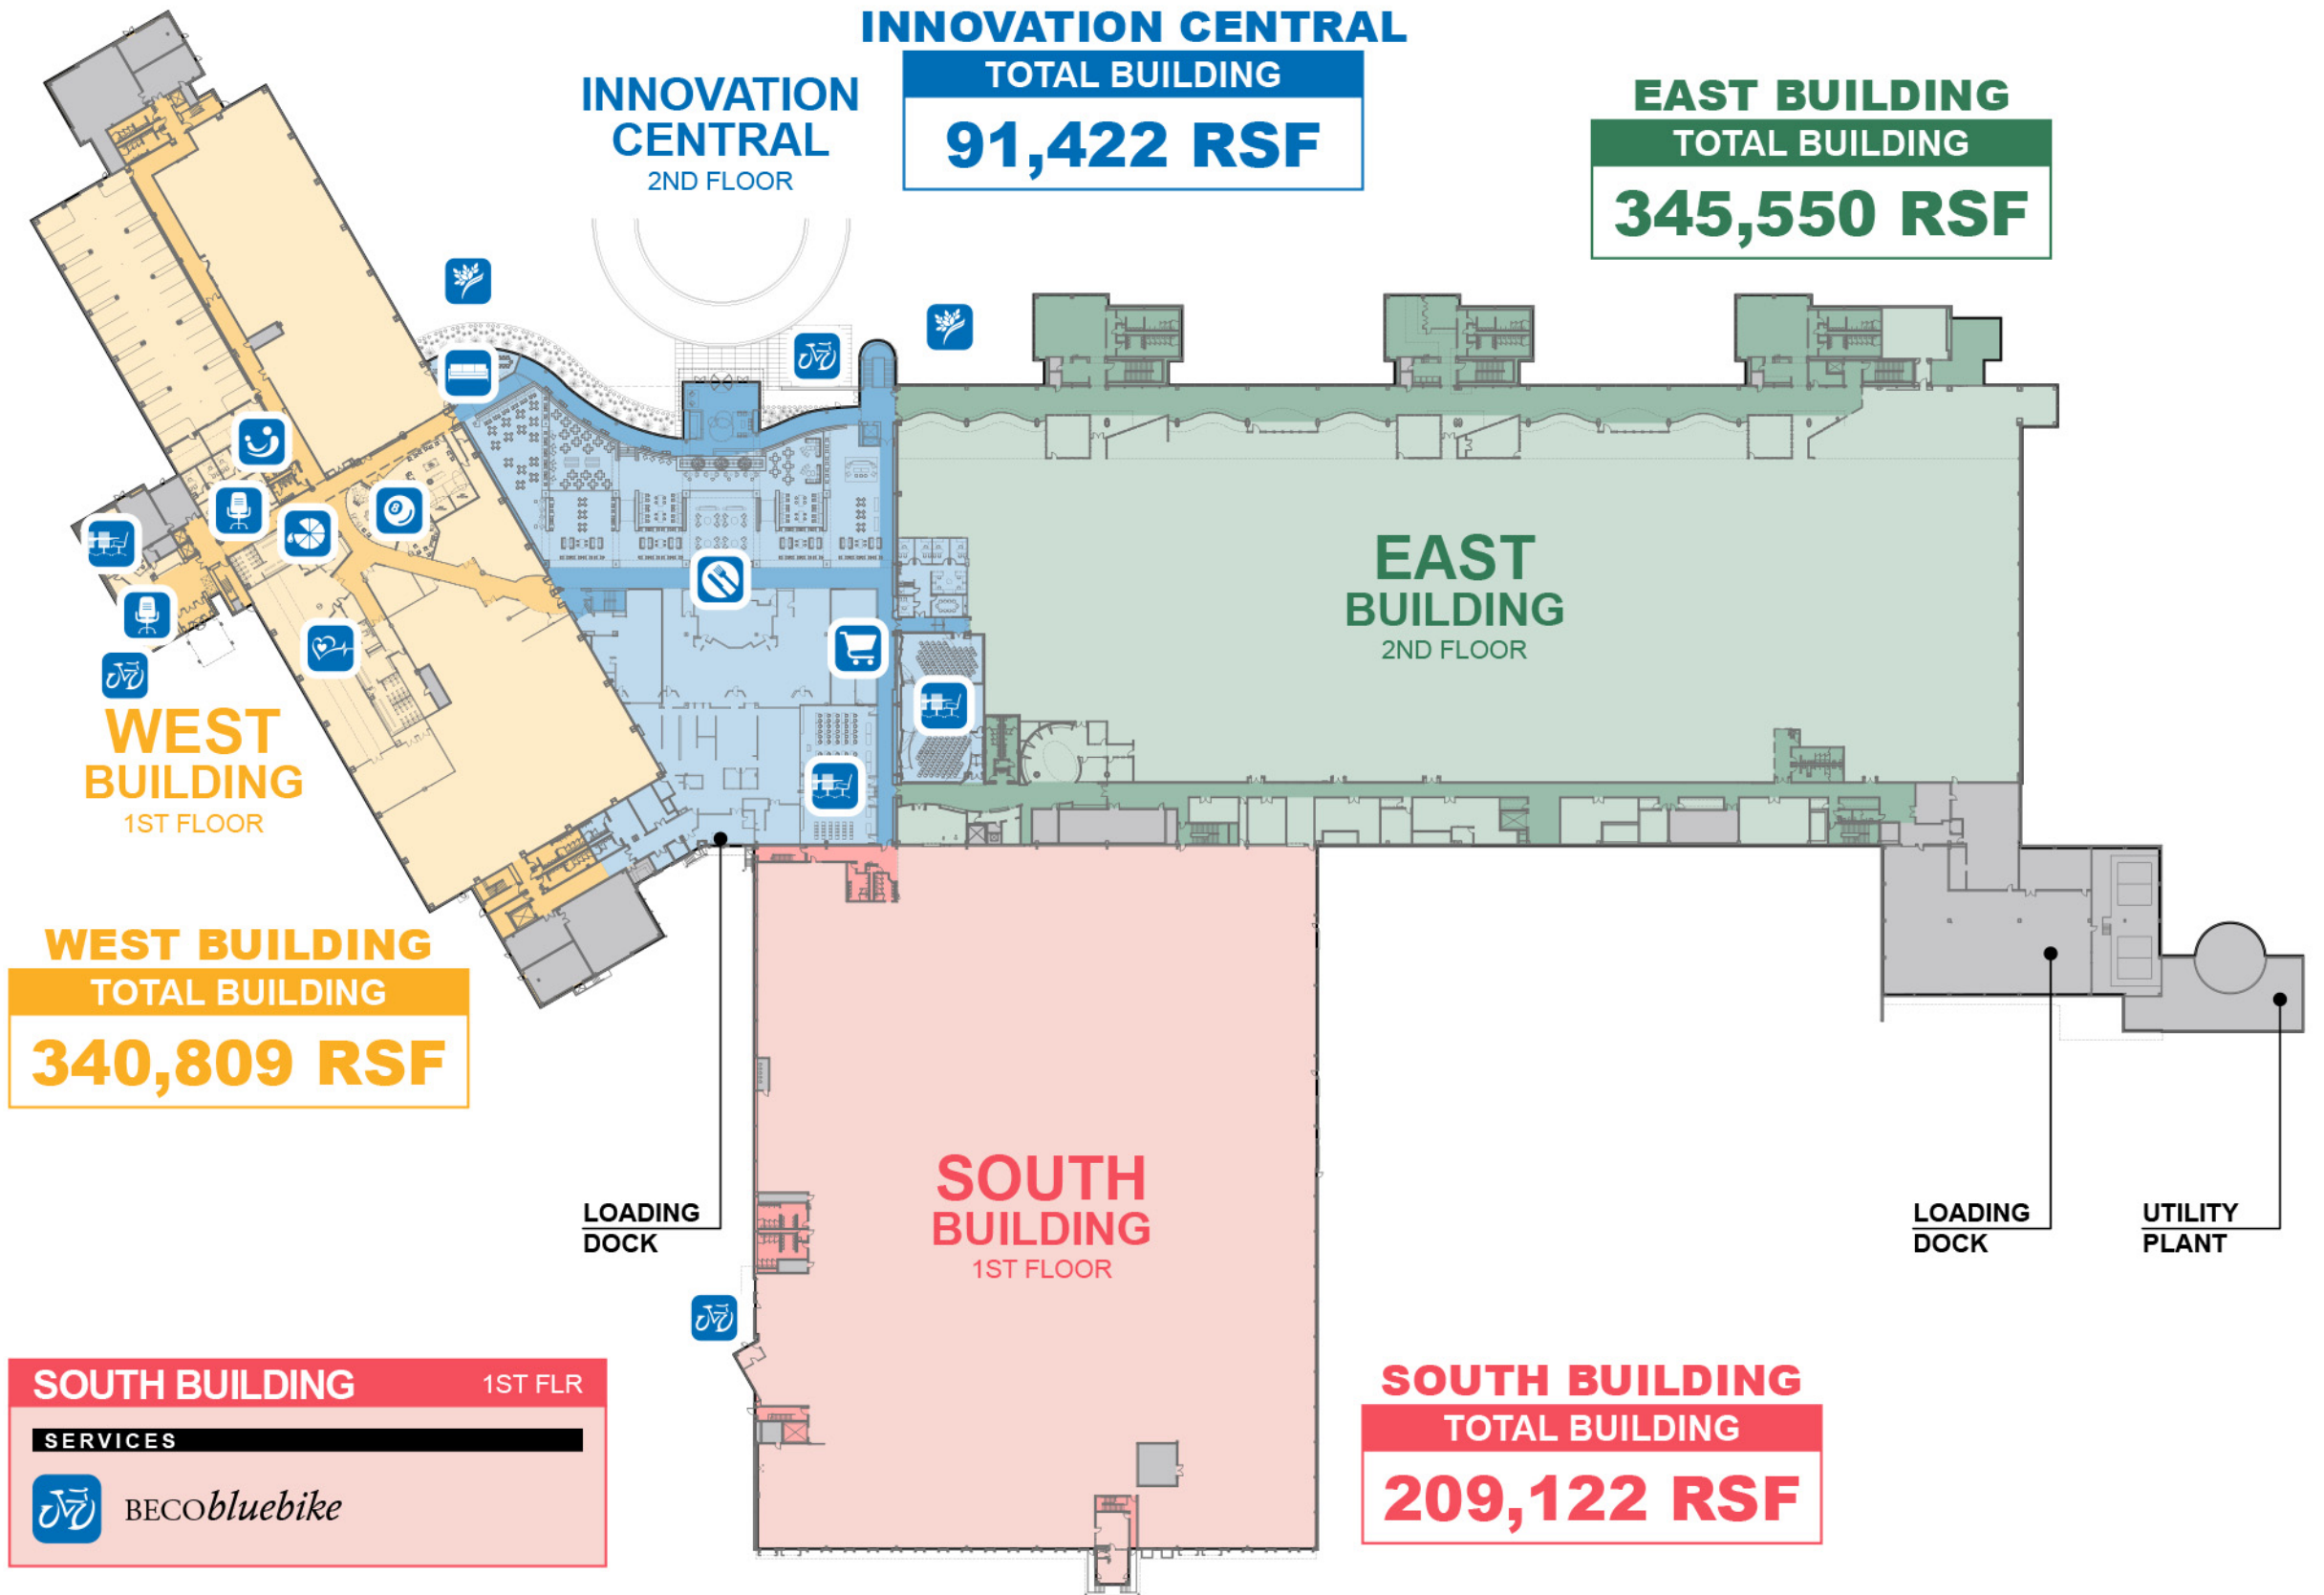 INNOVATION CENTRAL
TOTAL BUILDING
91,422 RSF
INNOVATION
CENTRAL
2ND FLOOR
EAST BUILDING
TOTAL BUILDING
345,550 RSF
EAST
BUILDING
2ND FLOOR
8
WEST
BUILDING
1ST FLOOR
WEST BUILDING
TOTAL BUILDING
340,809 RSF
SOUTH
BUILDING
1ST FLOOR
LOADING
DOCK
LOADING
DOCK
UTILITY
PLANT
SOUTH BUILDING 1ST FLR
SERVICES
BECObluebike
SOUTH BUILDING
TOTAL BUILDING
209,122 RSF